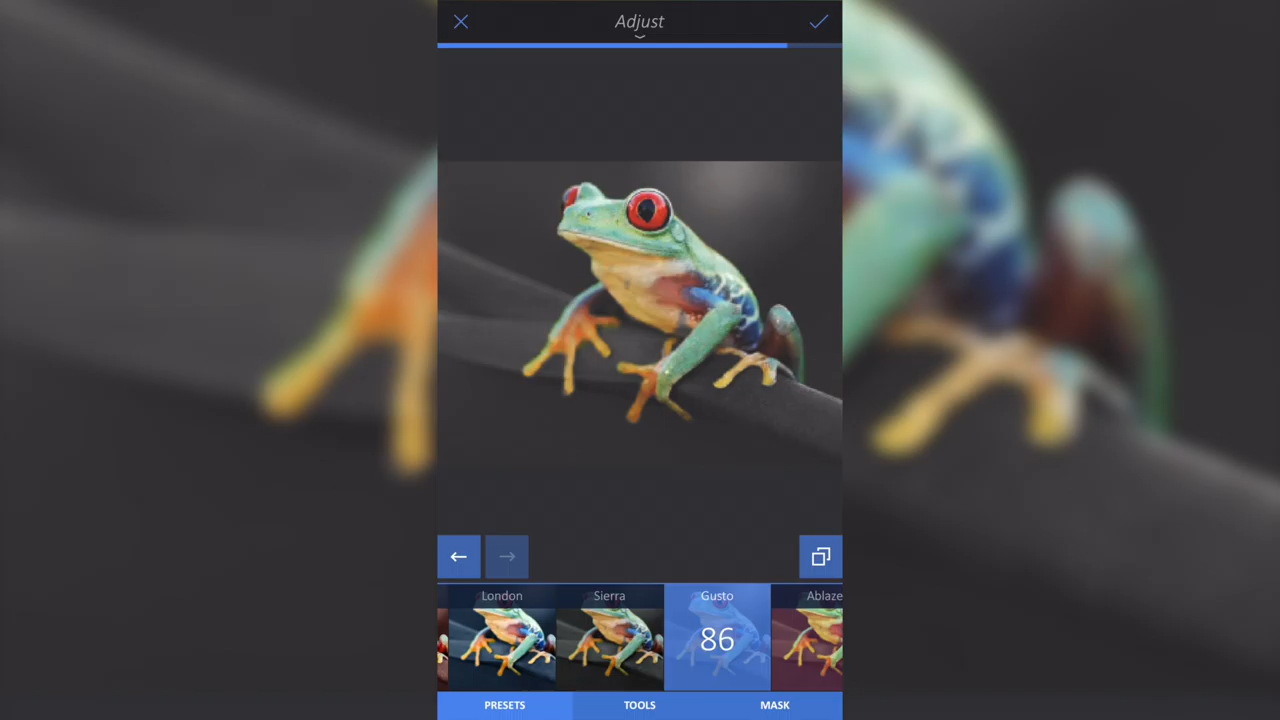 Adjust
London
Sierra
Gusto
Ablaze
86
PRESETS
TOOLS
MASK